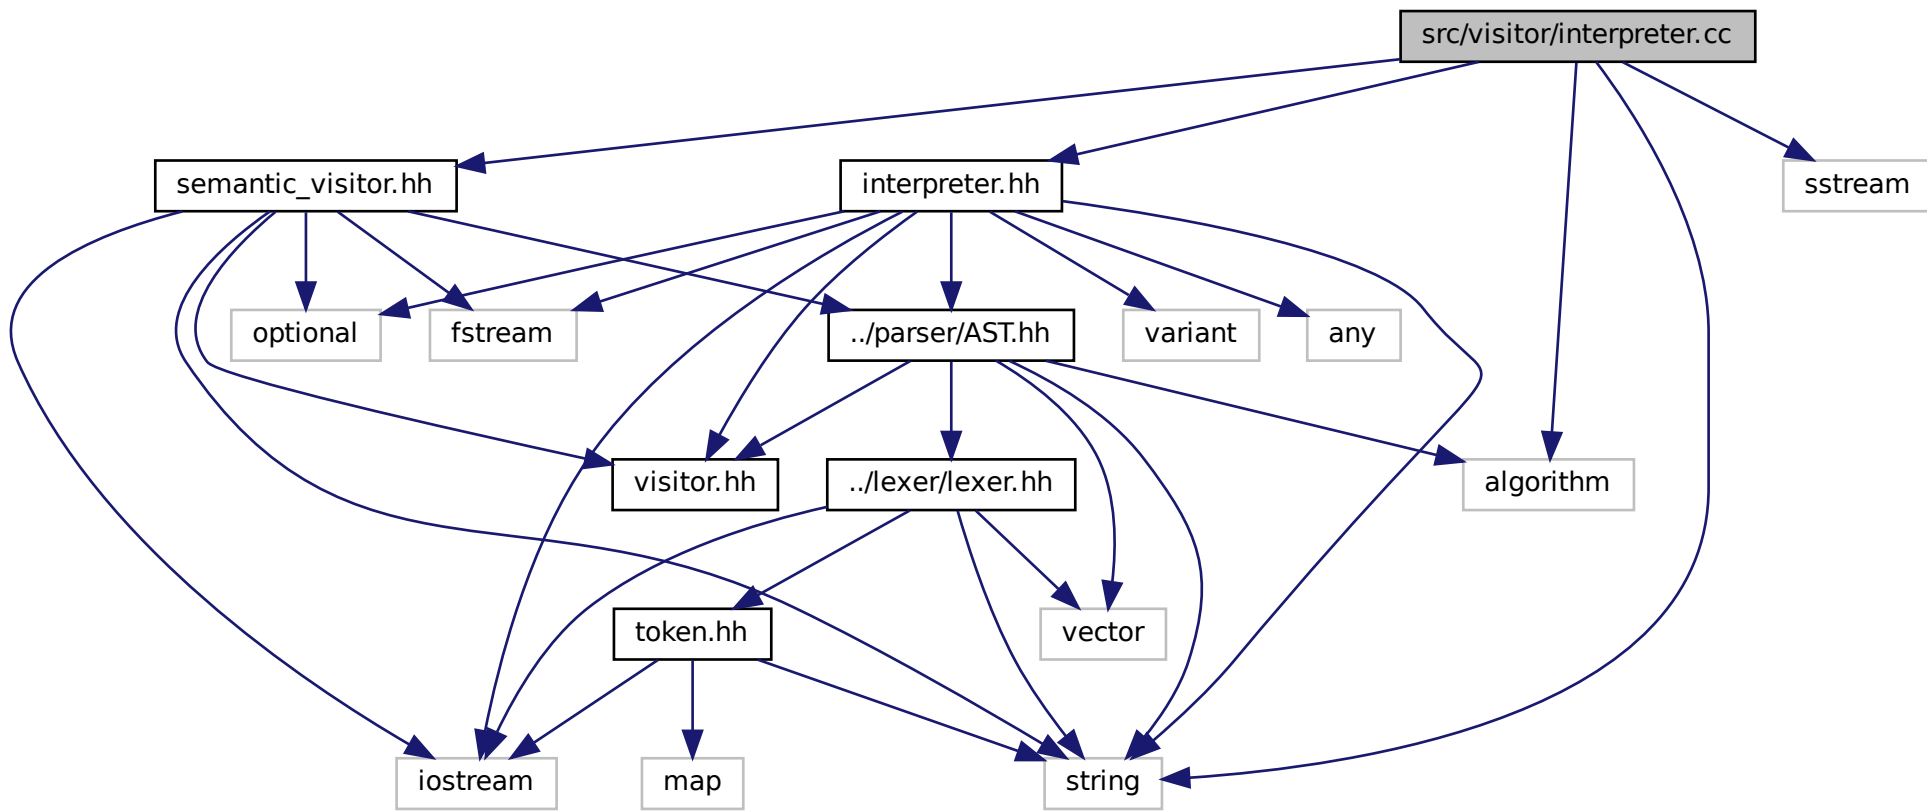 src/visitor/interpreter.cc
semantic_visitor.hh
interpreter.hh
sstream
optional
fstream
../parser/AST.hh
variant
any
visitor.hh
../lexer/lexer.hh
algorithm
token.hh
vector
iostream
map
string